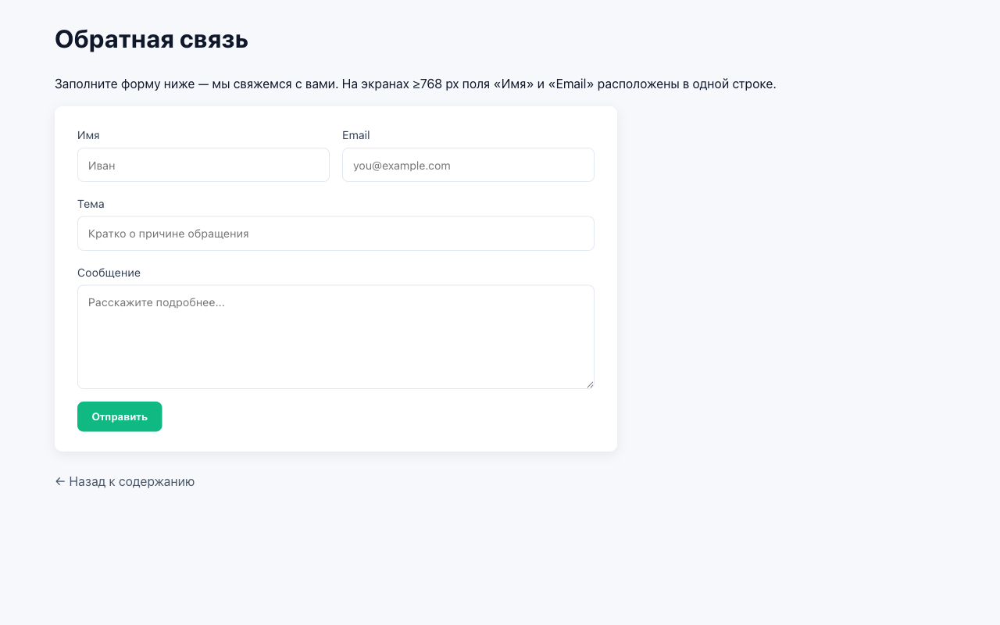 Обратная связь
Заполните форму ниже — мы свяжемся с вами. На экранах ≥768 px поля «Имя» и «Email» расположены в одной строке.
Имя
Email
Иван
you@example.com
Тема
Кратко о причине обращения
Сообщение
Расскажите подробнее...
Отправить
← Назад к содержанию